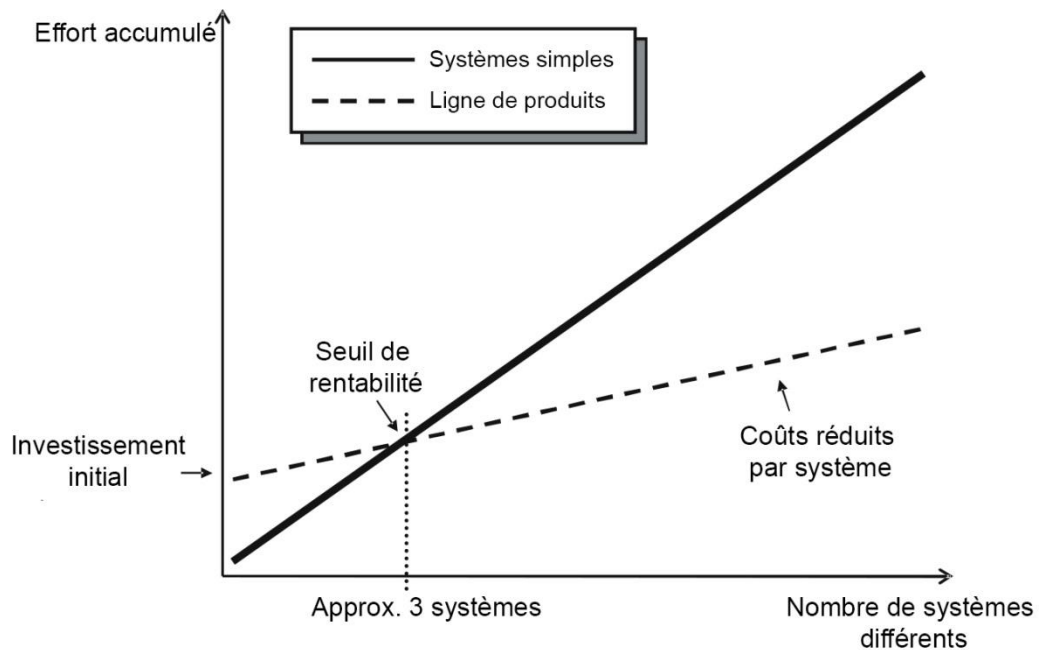 Effort accumulé
Systèmes simples
Ligne de produits
Seuil de
rentabilité
Investissement
initial
Coûts réduits
par système
Approx. 3 systèmes
Nombre de systèmes
différents